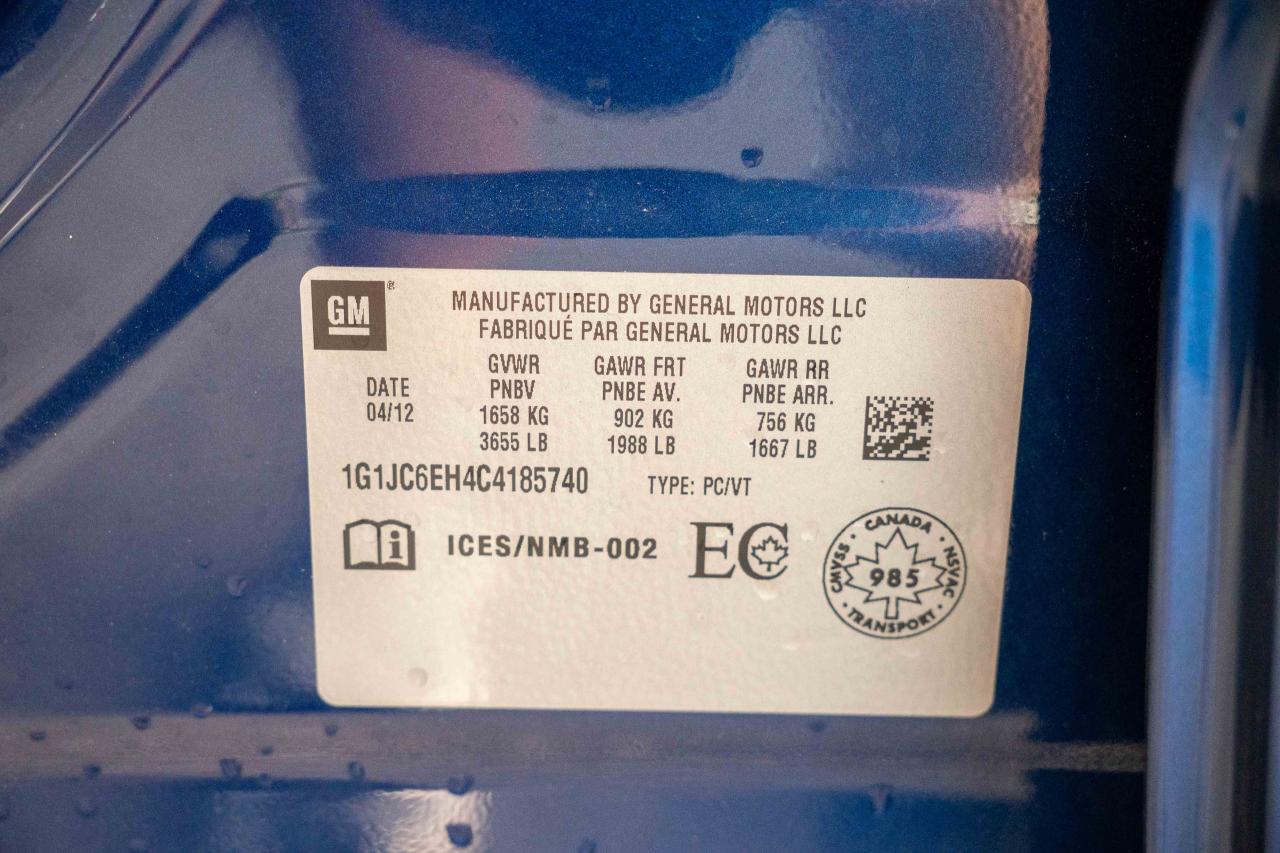 GM®
MANUFACTURED BY GENERAL MOTORS LLC
FABRIQUÉ PAR GENERAL MOTORS LLC
GVWR GAWR FRT GAWR RR
DATE PNBV PNBE AV. PNBE ARR.
04/12 1658 KG 902 KG 756 KG
3655 LB 1988 LB 1667 LB
1G1JC6EH4C4185740 TYPE: PC/VT
i ICES/NMB-002 EC
CANADA
CMVSS 985 NSVAC
TRANSPORT